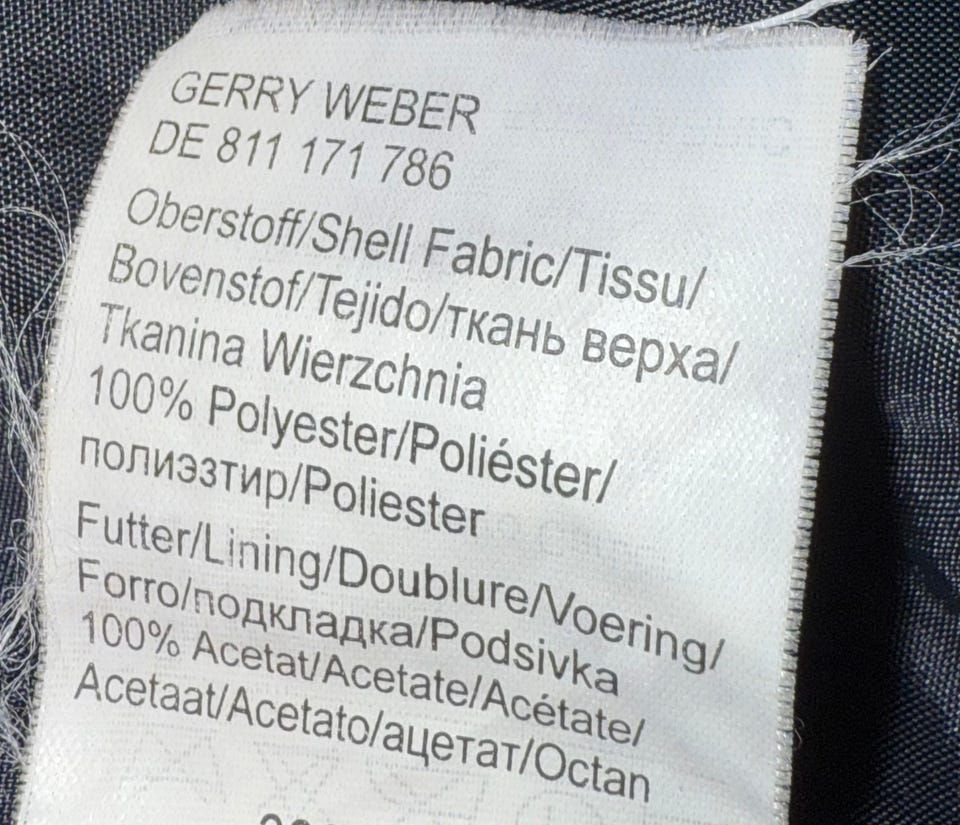 GERRY WEBER
DE 811 171 786
Oberstoff/Shell Fabric/Tissu/
Bovenstof/Tejido/ткань верха/
Tkanina Wierzchnia
100% Polyester/Poliéster/
полиэзтир/Poliester
Futter/Lining/Doublure/Voering/
Forro/подкладка/Podsivka
100% Acetat/Acetate/Acétate/
Acetaat/Acetato/ацетат/Octan